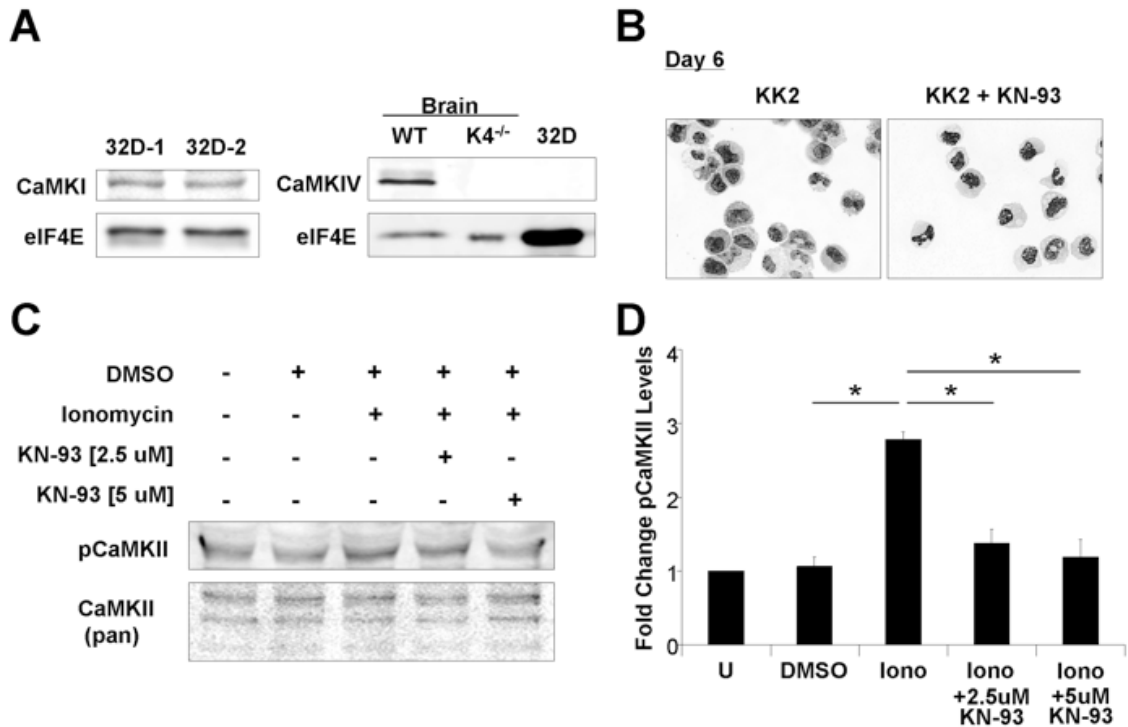 A
Brain
32D-1 32D-2 WT K4-/- 32D
CaMKI CaMKIV
eIF4E eIF4E
B
Day 6
KK2 KK2 + KN-93
C
DMSO - + + + +
Ionomycin - - + + +
KN-93 [2.5 uM] - - - + -
KN-93 [5 uM] - - - - +
pCaMKII
CaMKII
(pan)
D
Fold Change pCaMKII Levels
4
3
2
1
0
* * *
U DMSO Iono Iono Iono
+2.5uM +5uM
KN-93 KN-93